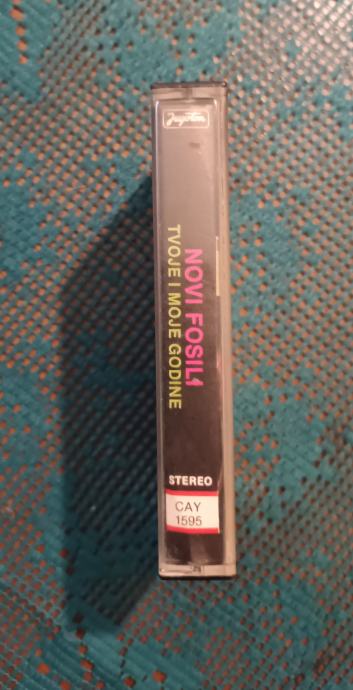 Jugoton
NOVI FOSILI
TVOJE I MOJE GODINE
STEREO
CAY
1595